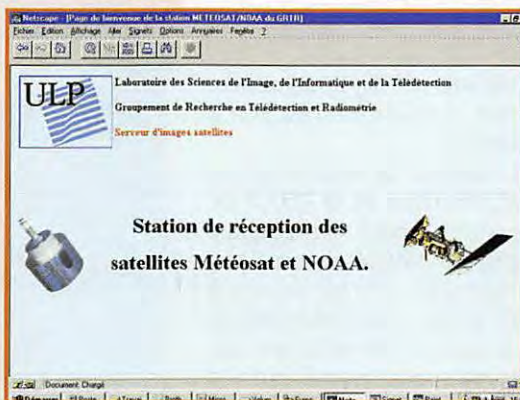 Netscape - [Page de bienvenue de la station METEOSAT/NOAA du GRTR]
Fichier Edition Affichage Aller Signets Options Annuaires Fenêtre ?
ULP
Laboratoire des Sciences de l'Image, de l'Informatique et de la Télédétection
Groupement de Recherche en Télédétection et Radiométrie
Serveur d'images satellites
Station de réception des
satellites Météosat et NOAA.
Document: Chargé